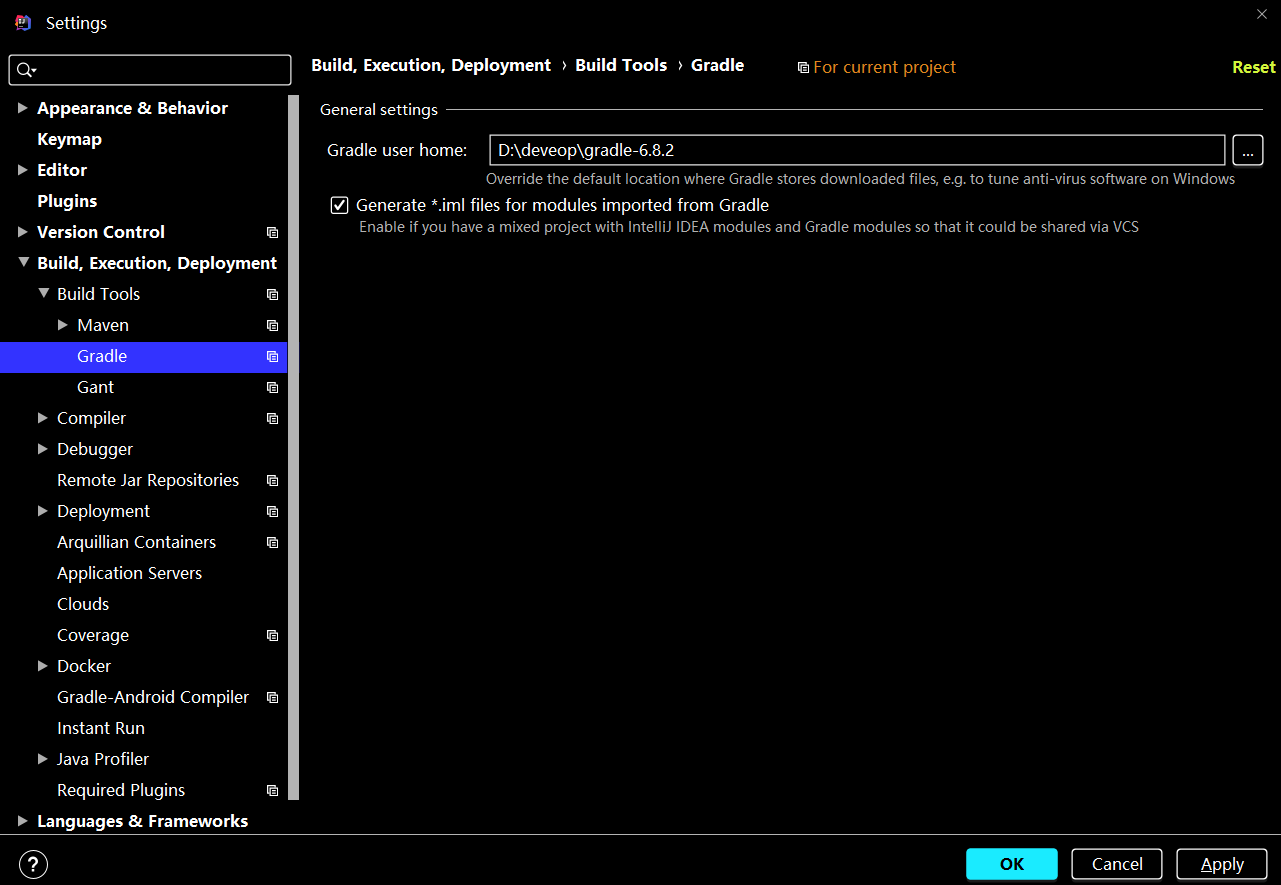 Settings
Build, Execution, Deployment › Build Tools › Gradle
For current project
Reset
Appearance & Behavior
Keymap
Editor
Plugins
Version Control
Build, Execution, Deployment
Build Tools
Maven
Gradle
Gant
Compiler
Debugger
Remote Jar Repositories
Deployment
Arquillian Containers
Application Servers
Clouds
Coverage
Docker
Gradle-Android Compiler
Instant Run
Java Profiler
Required Plugins
Languages & Frameworks
General settings
Gradle user home: D:\deveop\gradle-6.8.2 ...
Override the default location where Gradle stores downloaded files, e.g. to tune anti-virus software on Windows
Generate *.iml files for modules imported from Gradle
Enable if you have a mixed project with IntelliJ IDEA modules and Gradle modules so that it could be shared via VCS
?
OK
Cancel
Apply